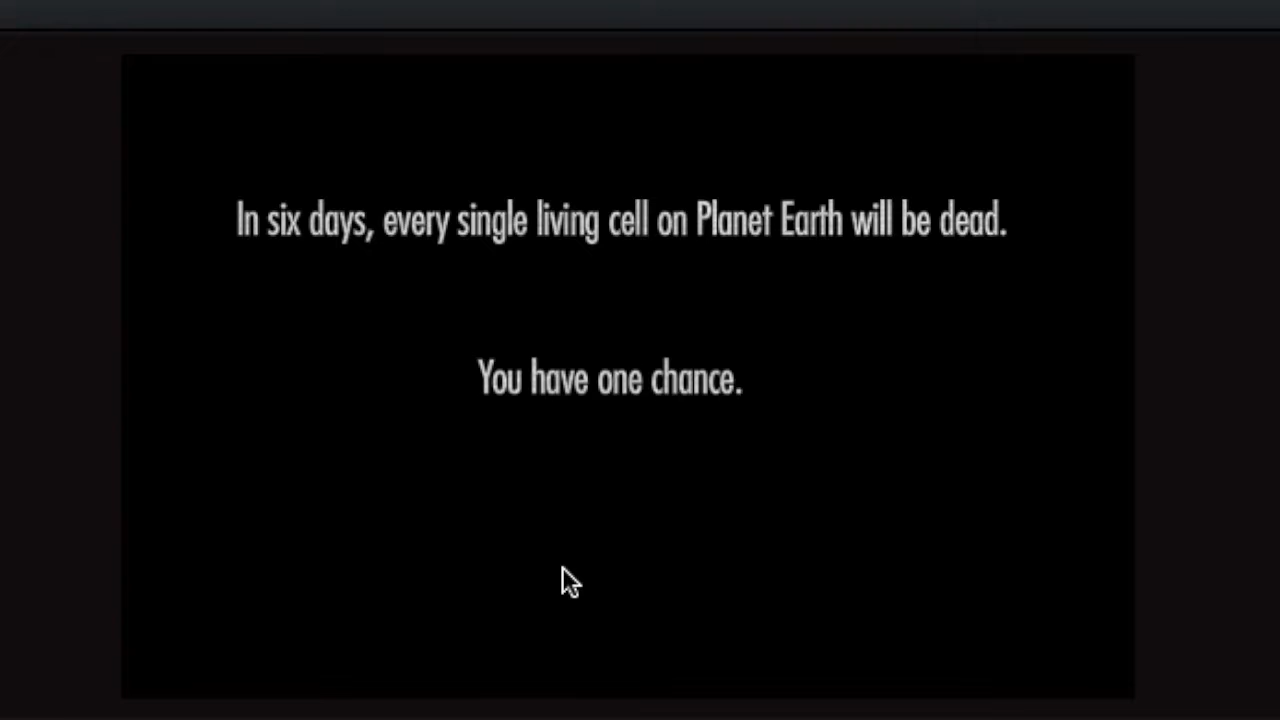 In six days, every single living cell on Planet Earth will be dead.
You have one chance.